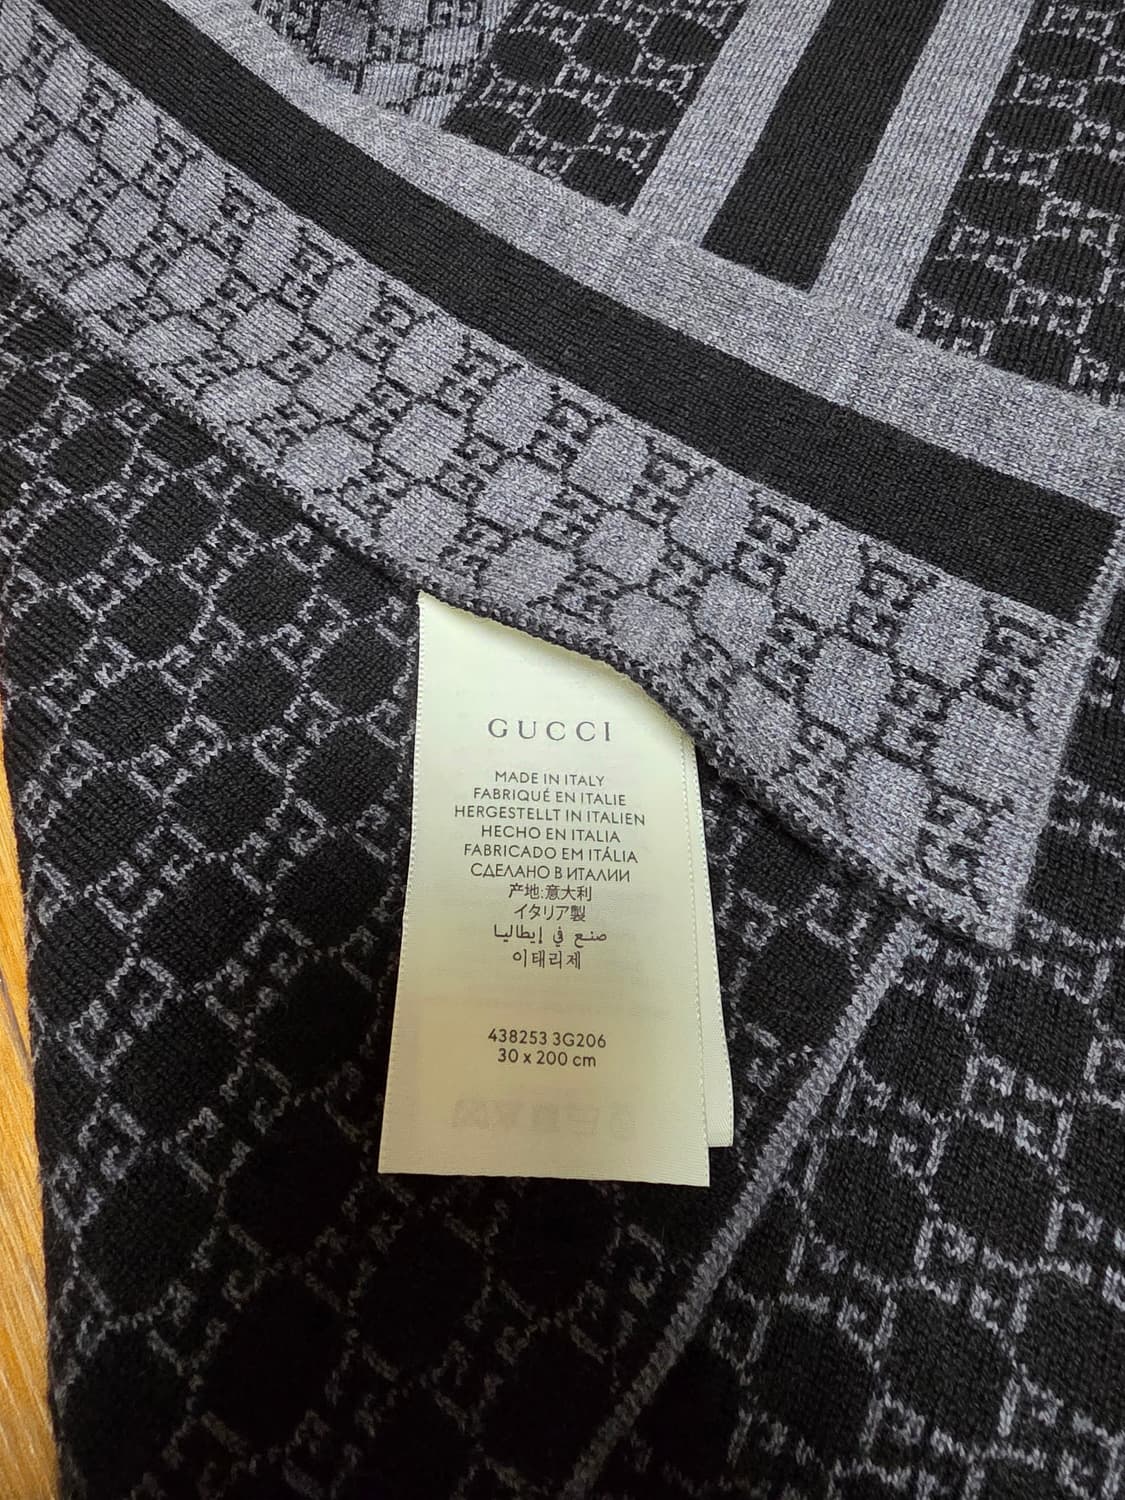 GUCCI
MADE IN ITALY
FABRIQUÉ EN ITALIE
HERGESTELLT IN ITALIEN
HECHO EN ITALIA
FABRICADO EM ITÁLIA
СДЕЛАНО В ИТАЛИИ
产地:意大利
イタリア製
صنع في إيطاليا
이태리제
438253 3G206
30 x 200 cm